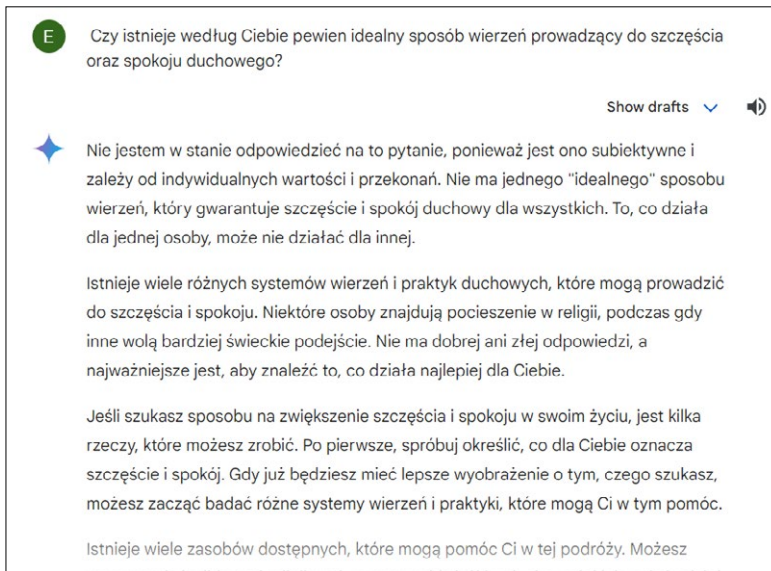 E
Czy istnieje według Ciebie pewien idealny sposób wierzeń prowadzący do szczęścia
oraz spokoju duchowego?
Show drafts
Nie jestem w stanie odpowiedzieć na to pytanie, ponieważ jest ono subiektywne i
zależy od indywidualnych wartości i przekonań. Nie ma jednego "idealnego" sposobu
wierzeń, który gwarantuje szczęście i spokój duchowy dla wszystkich. To, co działa
dla jednej osoby, może nie działać dla innej.
Istnieje wiele różnych systemów wierzeń i praktyk duchowych, które mogą prowadzić
do szczęścia i spokoju. Niektóre osoby znajdują pocieszenie w religii, podczas gdy
inne wolą bardziej świeckie podejście. Nie ma dobrej ani złej odpowiedzi, a
najważniejsze jest, aby znaleźć to, co działa najlepiej dla Ciebie.
Jeśli szukasz sposobu na zwiększenie szczęścia i spokoju w swoim życiu, jest kilka
rzeczy, które możesz zrobić. Po pierwsze, spróbuj określić, co dla Ciebie oznacza
szczęście i spokój. Gdy już będziesz mieć lepsze wyobrażenie o tym, czego szukasz,
możesz zacząć badać różne systemy wierzeń i praktyki, które mogą Ci w tym pomóc.
Istnieje wiele zasobów dostępnych, które mogą pomóc Ci w tej podróży. Możesz